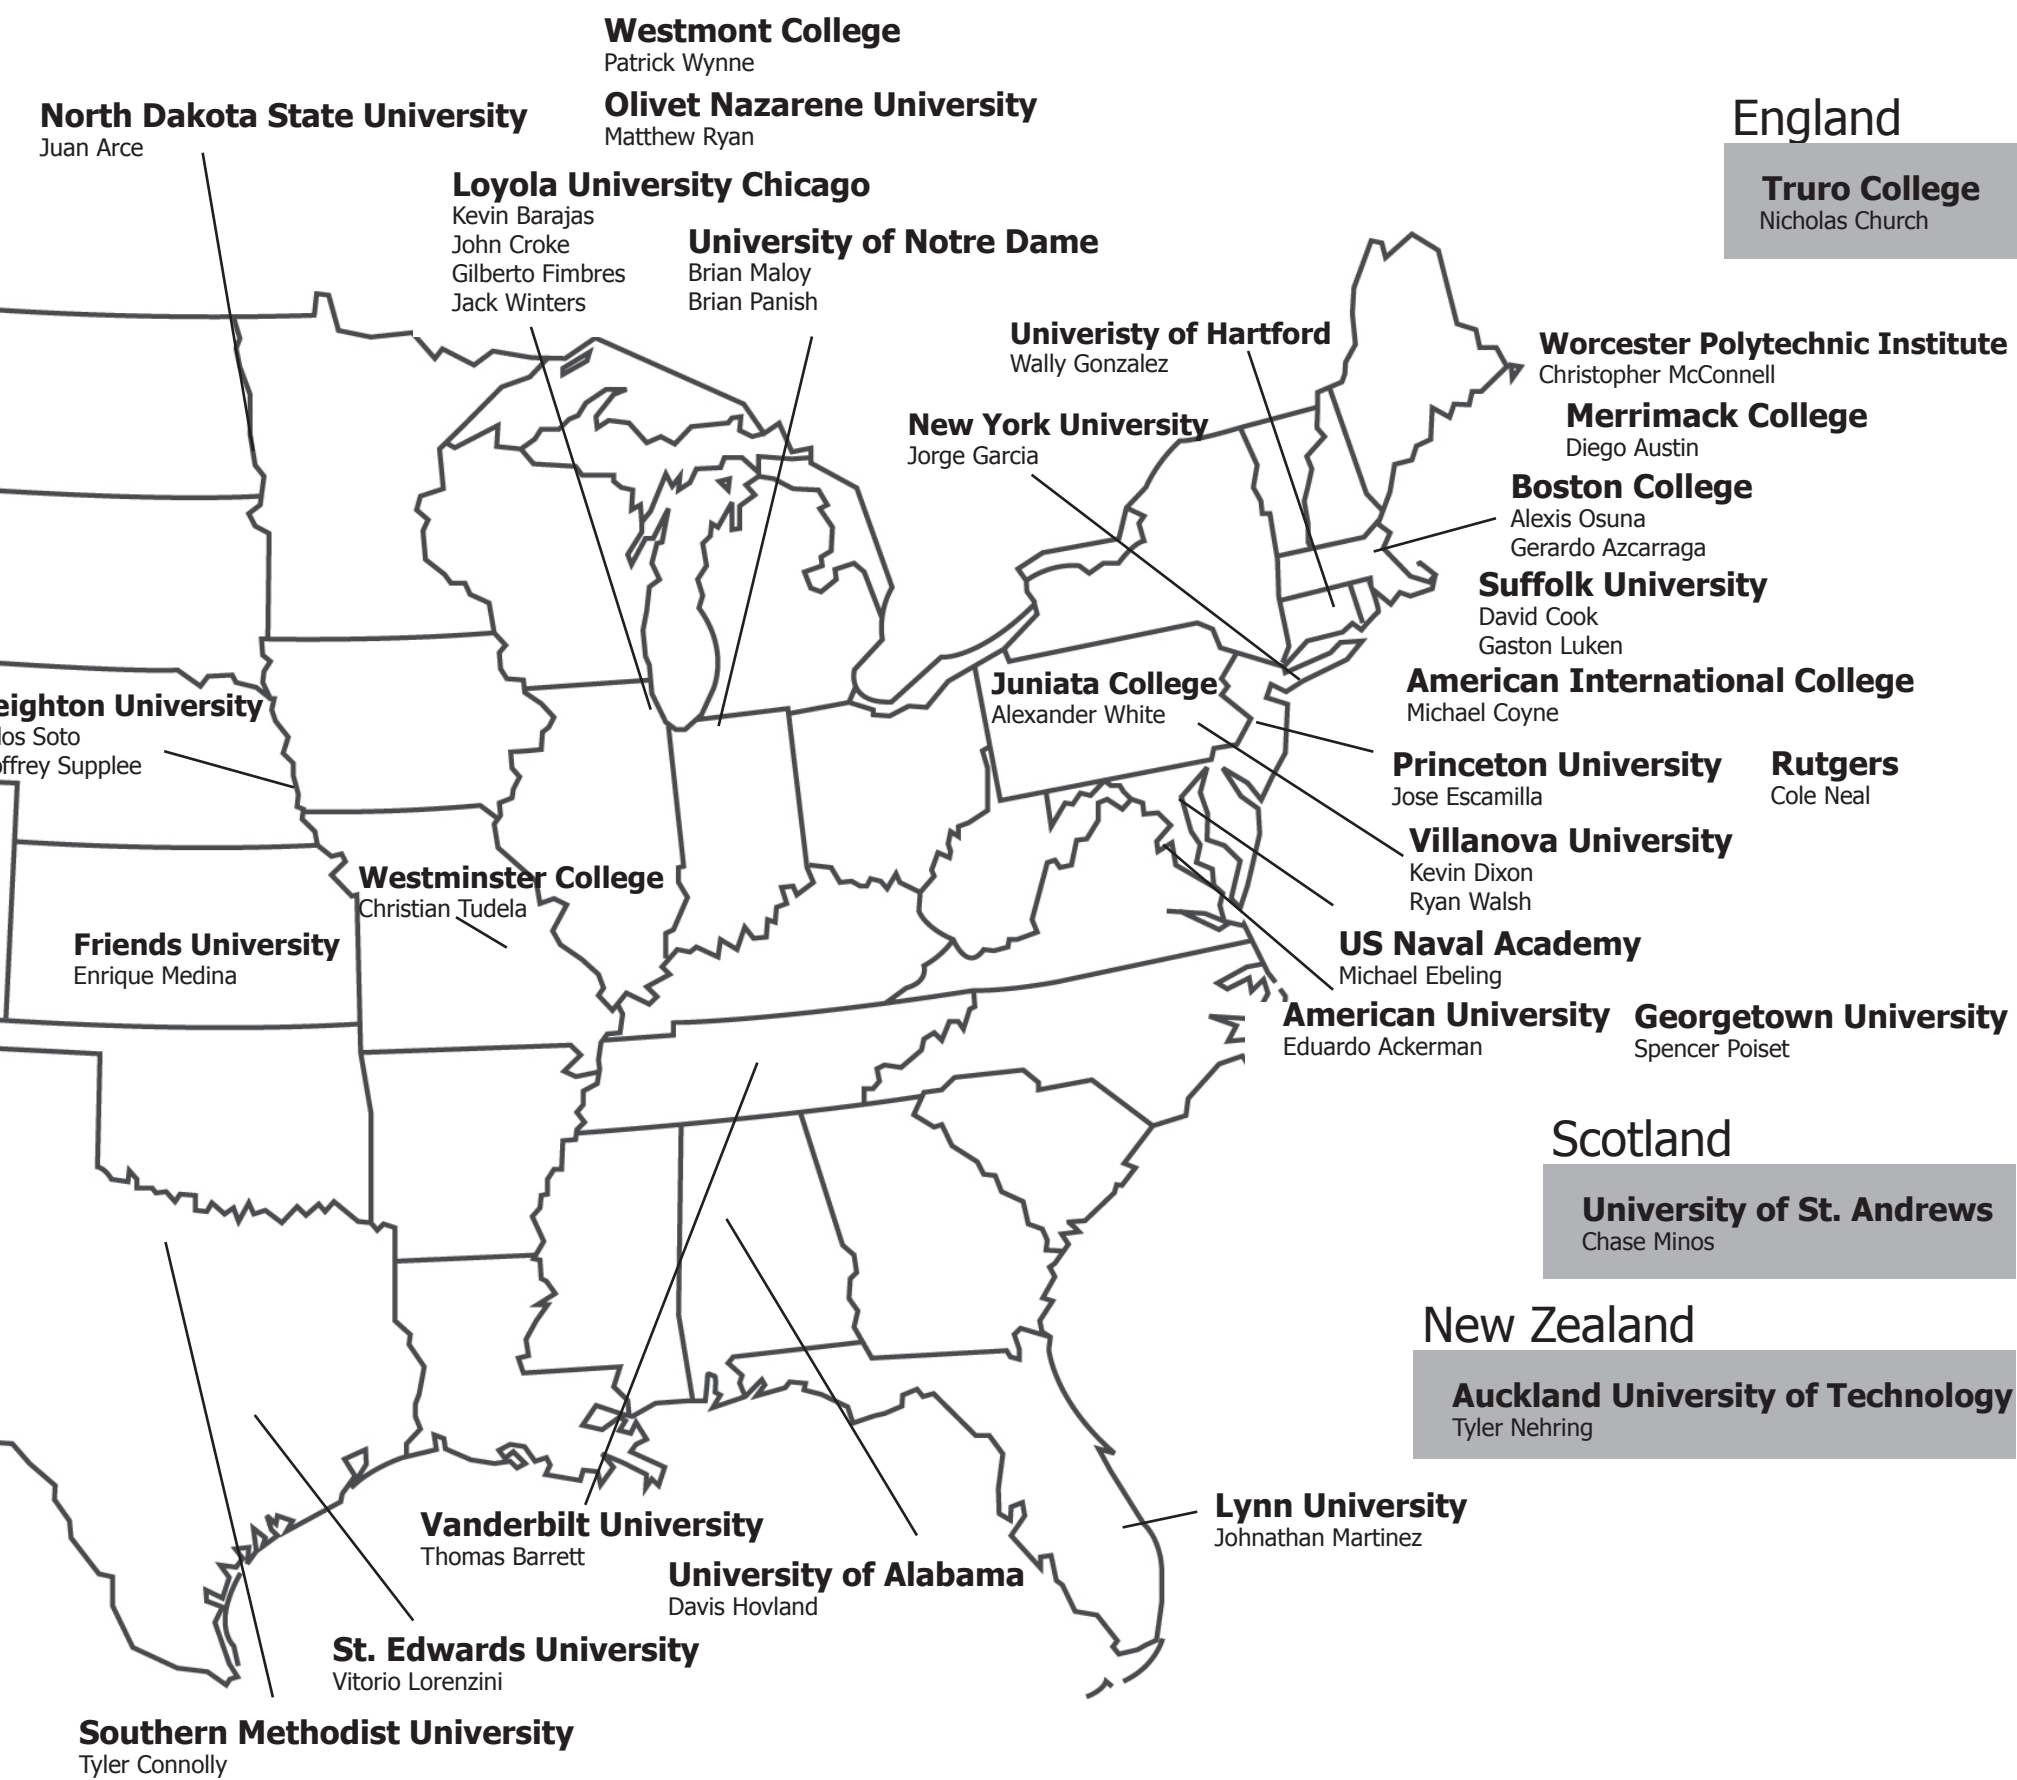 Westmont College
Patrick Wynne
Olivet Nazarene University
Matthew Ryan
North Dakota State University
Juan Arce
England
Truro College
Nicholas Church
Loyola University Chicago
Kevin Barajas
John Croke
Gilberto Fimbres
Jack Winters
University of Notre Dame
Brian Maloy
Brian Panish
Univeristy of Hartford
Wally Gonzalez
Worcester Polytechnic Institute
Christopher McConnell
New York University
Jorge Garcia
Merrimack College
Diego Austin
Boston College
Alexis Osuna
Gerardo Azcarraga
Suffolk University
David Cook
Gaston Luken
American International College
Michael Coyne
Juniata College
Alexander White
eighton University
los Soto
offrey Supplee
Princeton University
Jose Escamilla
Rutgers
Cole Neal
Villanova University
Kevin Dixon
Ryan Walsh
Westminster College
Christian Tudela
Friends University
Enrique Medina
US Naval Academy
Michael Ebeling
American University
Eduardo Ackerman
Georgetown University
Spencer Poiset
Scotland
University of St. Andrews
Chase Minos
New Zealand
Auckland University of Technology
Tyler Nehring
Lynn University
Johnathan Martinez
Vanderbilt University
Thomas Barrett
University of Alabama
Davis Hovland
St. Edwards University
Vitorio Lorenzini
Southern Methodist University
Tyler Connolly